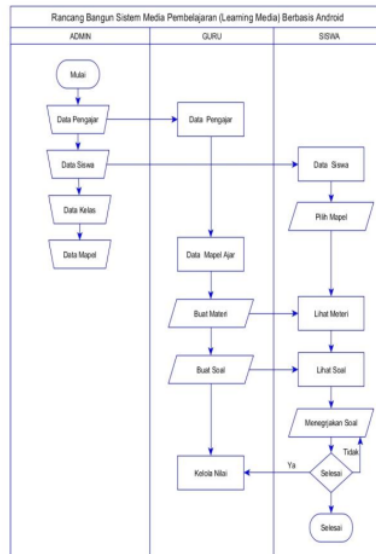 Rancang Bangun Sistem Media Pembelajaran (Learning Media) Berbasis Android
ADMIN GURU SISWA
Mulai
Data Pengajar Data Pengajar
Data Siswa Data Siswa
Data Kelas Pilih Mapel
Data Mapel Data Mapel Ajar
Buat Materi Lihat Meteri
Buat Soal Lihat Soal
Menegrjakan Soal
Tidak
Kelola Nilai Ya Selesai
Selesai